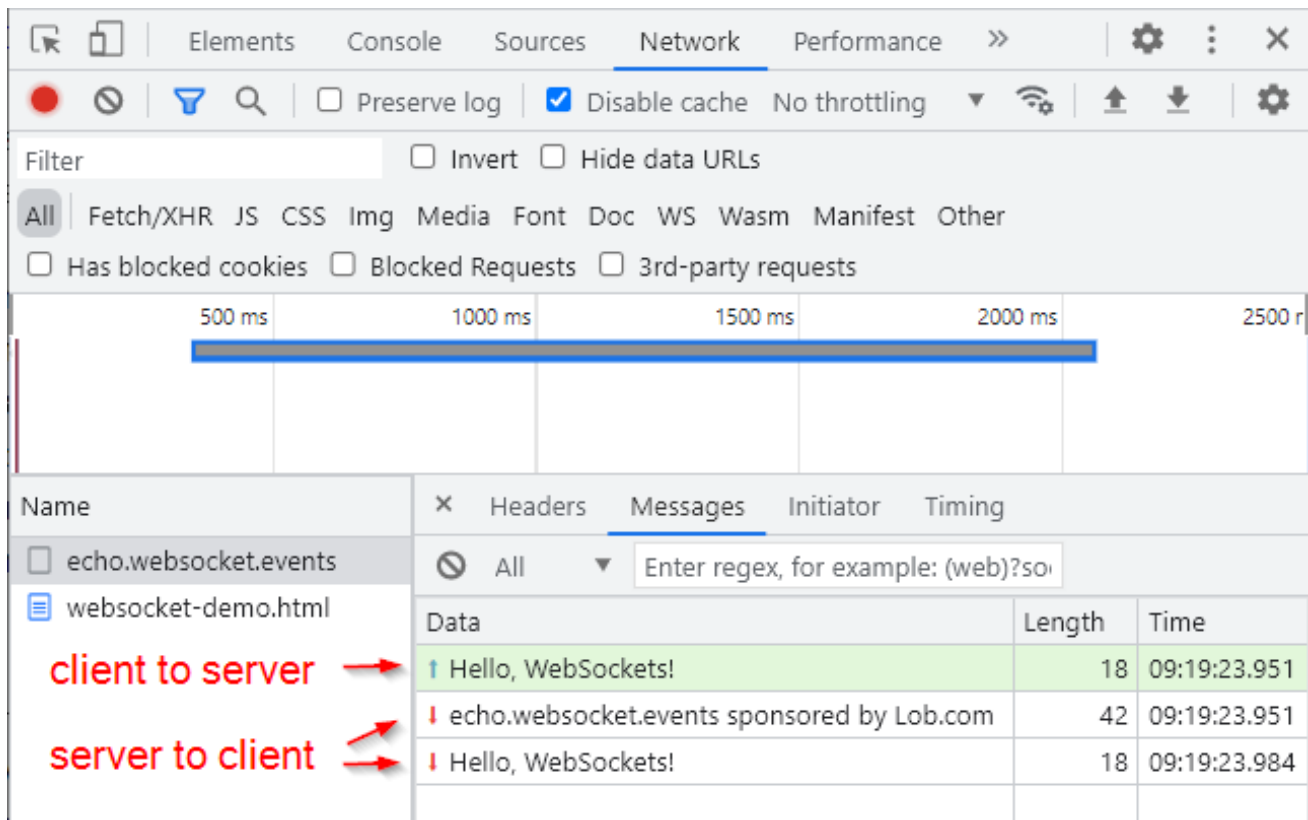 Elements Console Sources Network Performance
Preserve log Disable cache No throttling
Filter Invert Hide data URLs
All Fetch/XHR JS CSS Img Media Font Doc WS Wasm Manifest Other
Has blocked cookies Blocked Requests 3rd-party requests
500 ms 1000 ms 1500 ms 2000 ms 2500 r
Name Headers Messages Initiator Timing
echo.websocket.events All Enter regex, for example: (web)?so
websocket-demo.html Data Length Time
client to server Hello, WebSockets! 18 09:19:23.951
echo.websocket.events sponsored by Lob.com 42 09:19:23.951
server to client Hello, WebSockets! 18 09:19:23.984